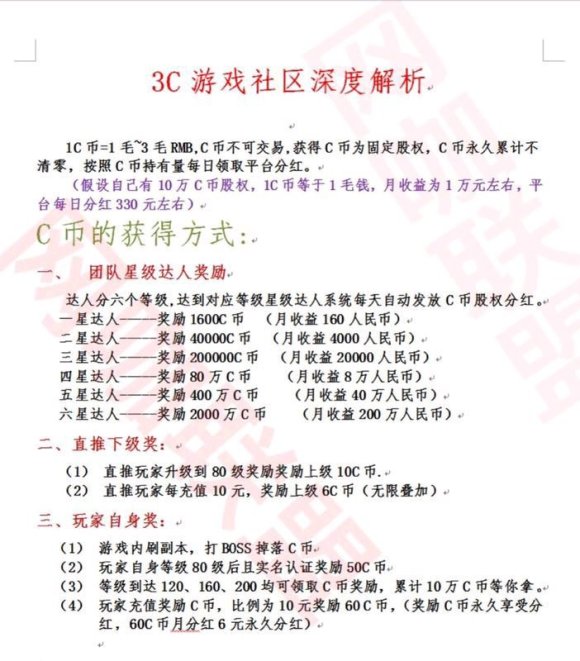 3C 游戏社区深度解析
1C 币=1 毛~3 毛 RMB,C 币不可交易,获得 C 币为固定股权，C 币永久累计不
清零，按照 C 币持有量每日领取平台分红。
（假设自己有 10 万 C 币股权，1C 币等于 1 毛钱，月收益为 1 万元左右，平
台每日分红 330 元左右）
C 币的获得方式:
一、 团队星级达人奖励
达人分六个等级,达到对应等级星级达人系统每天自动发放 C 币股权分红。
一星达人-----奖励 1600C 币 （月收益 160 人民币）
二星达人-----奖励 40000C 币 （月收益 4000 人民币）
三星达人-----奖励 200000C 币 （月收益 20000 人民币）
四星达人-----奖励 80 万 C 币 （月收益 8 万人民币）
五星达人-----奖励 400 万 C 币 （月收益 40 万人民币）
六星达人-----奖励 2000 万 C 币 （月收益 200 万人民币）
二、直推下级奖：
（1） 直推玩家升级到 80 级奖励奖励上级 10C 币.
（2） 直推玩家每充值 10 元，奖励上级 6C 币（无限叠加）
三、玩家自身奖：
（1） 游戏内刷副本，打 BOSS 掉落 C 币
（2） 玩家自身等级 80 级后且实名认证奖励 50C 币
（3） 等级到达 120、160、200 均可领取 C 币奖励，累计 10 万 C 币等你拿。
（4） 玩家充值奖励 C 币，比例为 10 元奖励 60 C 币，（奖励 C 币永久享受分
红，60C 币月分红 6 元永久分红）
网咖联盟
网咖联盟